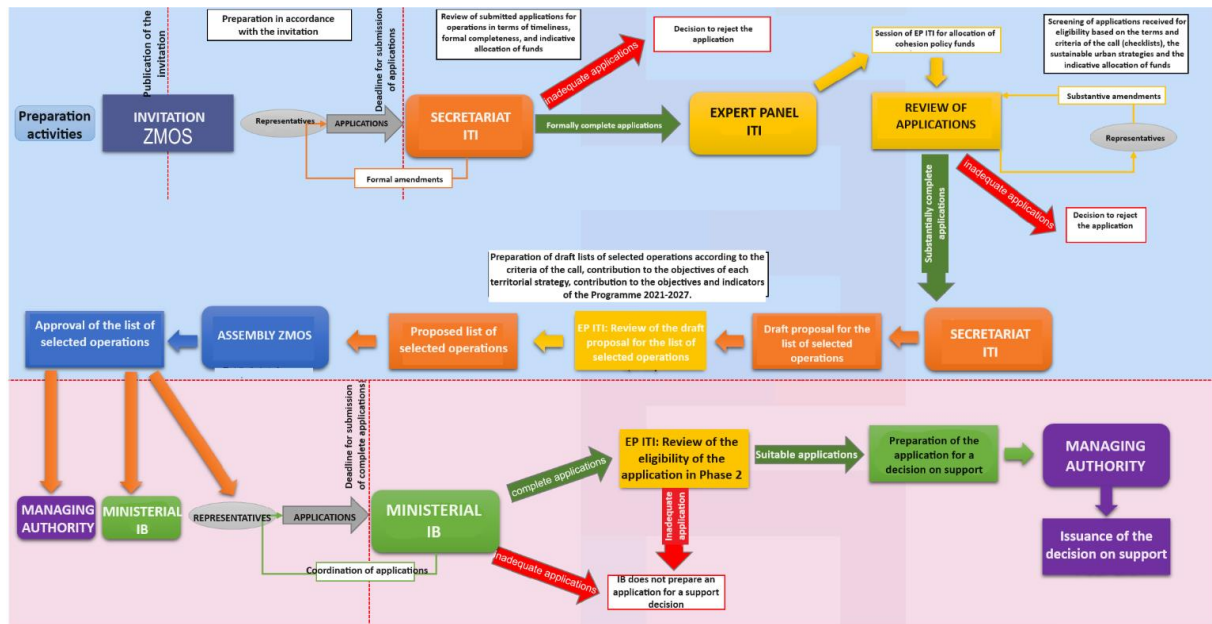 Publication of the
invitation
Preparation in accordance
with the invitation
Deadline for submission
of applications
Review of submitted applications for
operations in terms of timeliness,
formal completeness, and indicative
allocation of funds
inadequate applications
Decision to reject the
application
Session of EP ITI for allocation of
cohesion policy funds
Screening of applications received for
eligibility based on the terms and
criteria of the call (checklists), the
sustainable urban strategies and the
indicative allocation of funds
Preparation
activities
INVITATION
ZMOS
Representatives
APPLICATIONS
SECRETARIAT
ITI
Formally complete applications
EXPERT PANEL
ITI
REVIEW OF
APPLICATIONS
Substantive amendments
Representatives
Formal amendments
Substantially complete
applications
inadequate applications
Decision to reject
the application
Preparation of draft lists of selected operations according to the
criteria of the call, contribution to the objectives of each
territorial strategy, contribution to the objectives and indicators
of the Programme 2021-2027.
Approval of the list of
selected operations
ASSEMBLY ZMOS
Proposed list of
selected operations
EP ITI: Review of the draft
proposal for the list of
selected operations
Draft proposal for the
list of selected
operations
SECRETARIAT
ITI
Deadline for submission
of complete applications
MANAGING
AUTHORITY
MINISTERIAL
IB
REPRESENTATIVES
APPLICATIONS
MINISTERIAL
IB
Coordination of applications
complete applications
inadequate applications
EP ITI: Review of the
eligibility of the
application in Phase 2
Inadequate
application
IB does not prepare an
application for a support
decision
Suitable applications
Preparation of the
application for a
decision on support
MANAGING
AUTHORITY
Issuance of the
decision on support